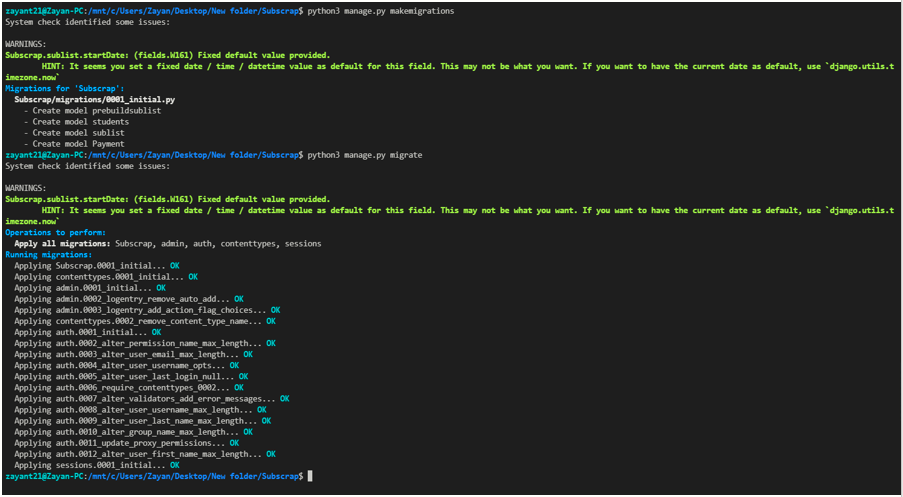 zayant21@Zayan-PC:/mnt/c/Users/Zayan/Desktop/New folder/Subscrap$ python3 manage.py makemigrations
System check identified some issues:

WARNINGS:
Subscrap.sublist.startDate: (fields.W161) Fixed default value provided.
        HINT: It seems you set a fixed date / time / datetime value as default for this field. This may not be what you want. If you want to have the current date as default, use `django.utils.t
imezone.now`
Migrations for 'Subscrap':
  Subscrap/migrations/0001_initial.py
    - Create model prebuildsublist
    - Create model students
    - Create model sublist
    - Create model Payment
zayant21@Zayan-PC:/mnt/c/Users/Zayan/Desktop/New folder/Subscrap$ python3 manage.py migrate
System check identified some issues:

WARNINGS:
Subscrap.sublist.startDate: (fields.W161) Fixed default value provided.
        HINT: It seems you set a fixed date / time / datetime value as default for this field. This may not be what you want. If you want to have the current date as default, use `django.utils.t
imezone.now`
Operations to perform:
  Apply all migrations: Subscrap, admin, auth, contenttypes, sessions
Running migrations:
  Applying Subscrap.0001_initial... OK
  Applying contenttypes.0001_initial... OK
  Applying admin.0001_initial... OK
  Applying admin.0002_logentry_remove_auto_add... OK
  Applying admin.0003_logentry_add_action_flag_choices... OK
  Applying contenttypes.0002_remove_content_type_name... OK
  Applying auth.0001_initial... OK
  Applying auth.0002_alter_permission_name_max_length... OK
  Applying auth.0003_alter_user_email_max_length... OK
  Applying auth.0004_alter_user_username_opts... OK
  Applying auth.0005_alter_user_last_login_null... OK
  Applying auth.0006_require_contenttypes_0002... OK
  Applying auth.0007_alter_validators_add_error_messages... OK
  Applying auth.0008_alter_user_username_max_length... OK
  Applying auth.0009_alter_user_last_name_max_length... OK
  Applying auth.0010_alter_group_name_max_length... OK
  Applying auth.0011_update_proxy_permissions... OK
  Applying auth.0012_alter_user_first_name_max_length... OK
  Applying sessions.0001_initial... OK
zayant21@Zayan-PC:/mnt/c/Users/Zayan/Desktop/New folder/Subscrap$